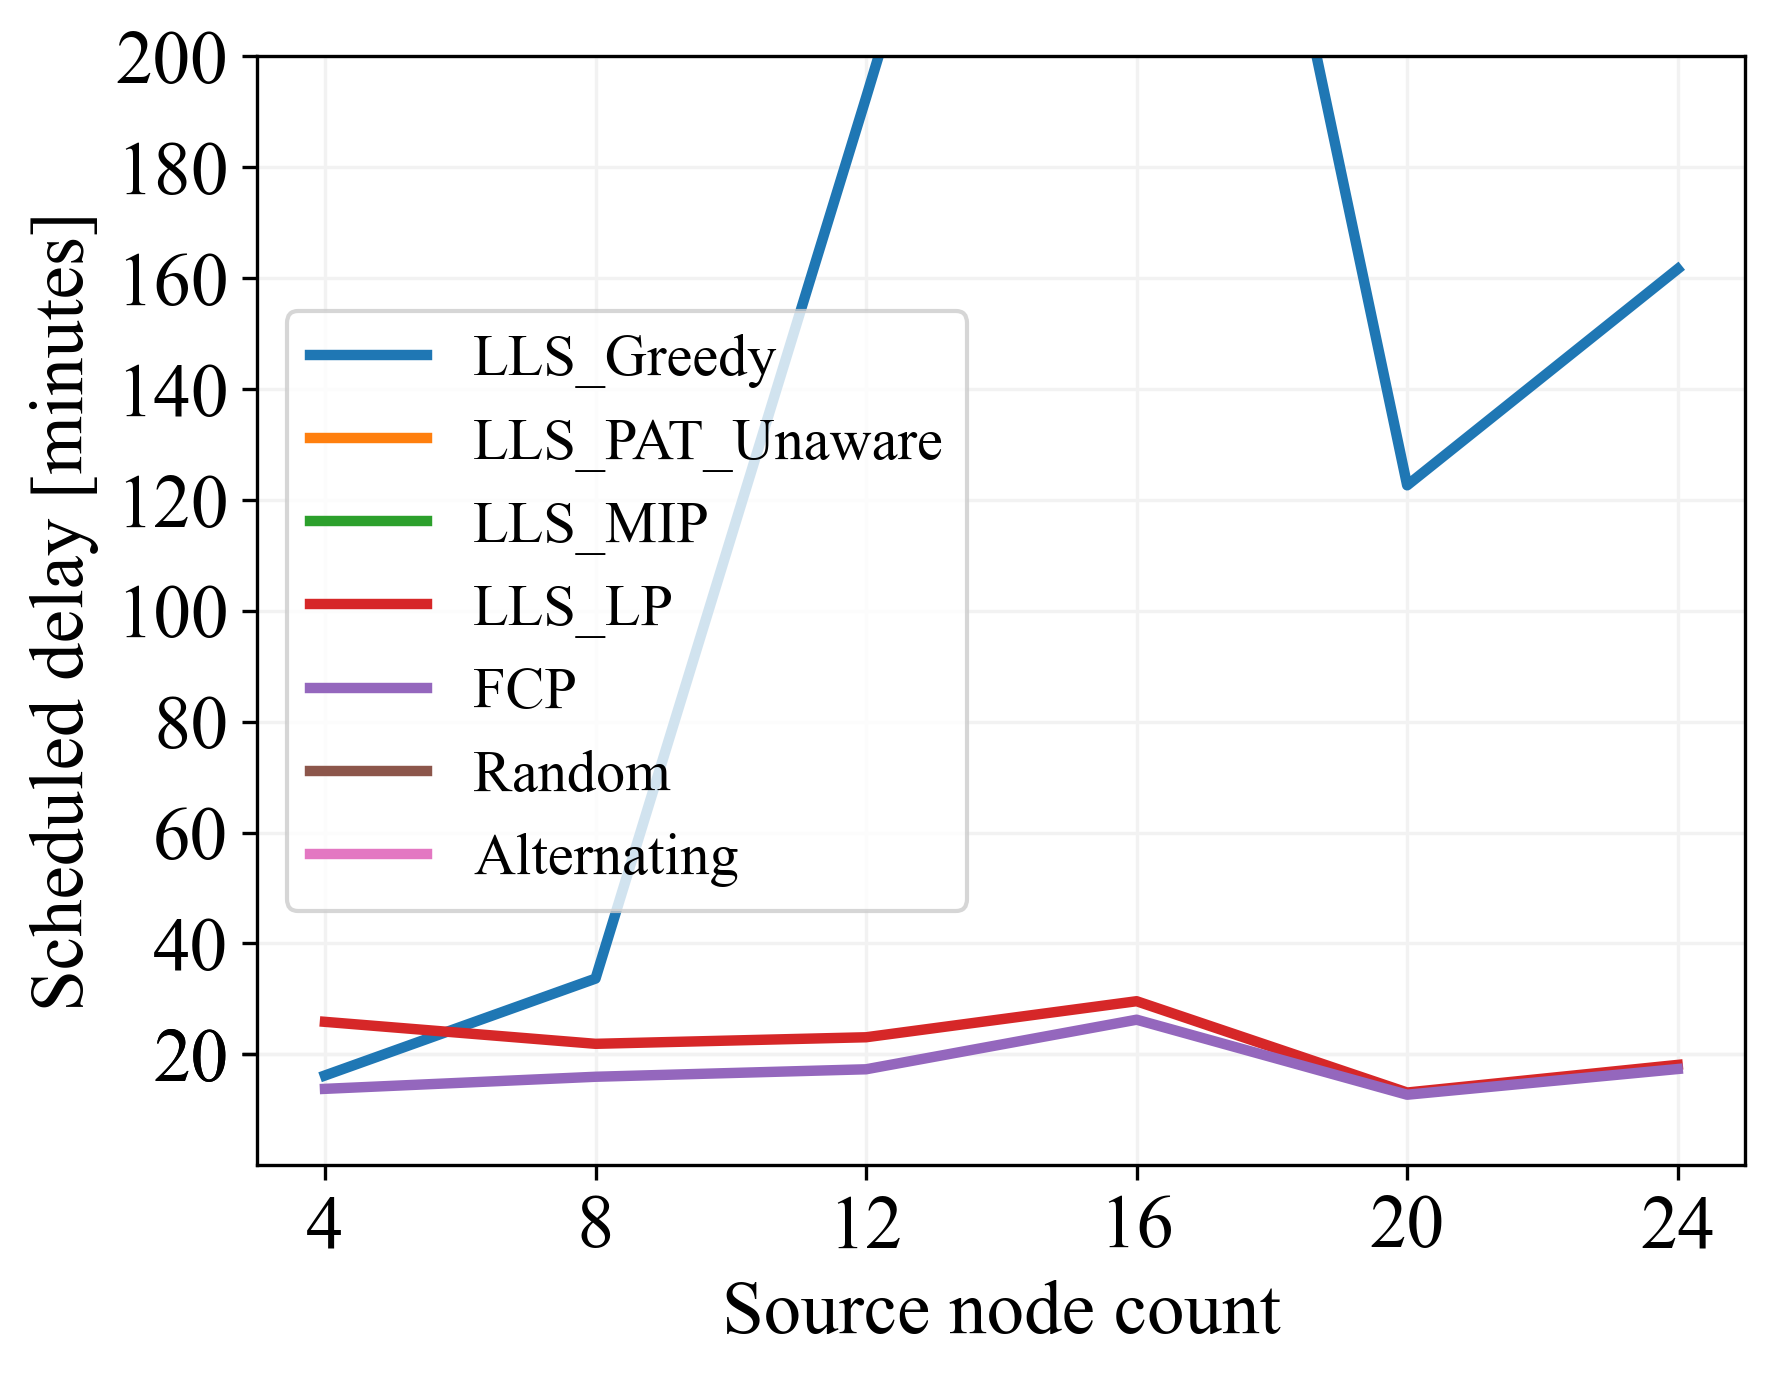 Scheduled delay [minutes]
200
180
160
140
120
100
80
60
40
20
LLS_Greedy
LLS_PAT_Unaware
LLS_MIP
LLS_LP
FCP
Random
Alternating
4 8 12 16 20 24
Source node count